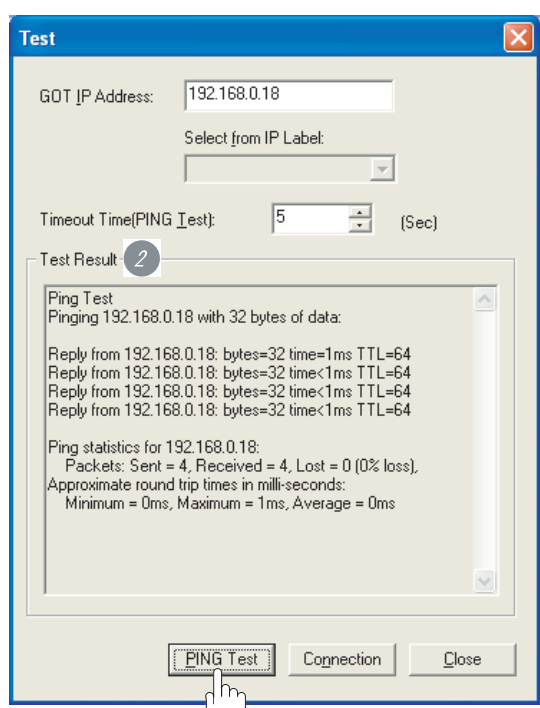 Test
GOT IP Address: 192.168.0.18
Select from IP Label:
Timeout Time(PING Test): 5 (Sec)
Test Result 2
Ping Test
Pinging 192.168.0.18 with 32 bytes of data:
Reply from 192.168.0.18: bytes=32 time=1ms TTL=64
Reply from 192.168.0.18: bytes=32 time<1ms TTL=64
Reply from 192.168.0.18: bytes=32 time<1ms TTL=64
Reply from 192.168.0.18: bytes=32 time<1ms TTL=64
Ping statistics for 192.168.0.18:
Packets: Sent = 4, Received = 4, Lost = 0 (0% loss),
Approximate round trip times in milli-seconds:
Minimum = 0ms, Maximum = 1ms, Average = 0ms
PING Test Connection Close